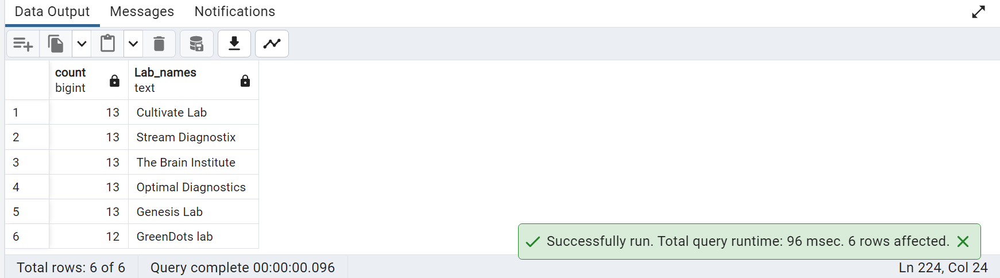 Data Output Messages Notifications
count Lab_names
bigint text
1 13 Cultivate Lab
2 13 Stream Diagnostix
3 13 The Brain Institute
4 13 Optimal Diagnostics
5 13 Genesis Lab
6 12 GreenDots lab
Successfully run. Total query runtime: 96 msec. 6 rows affected.
Total rows: 6 of 6 Query complete 00:00:00.096 Ln 224, Col 24